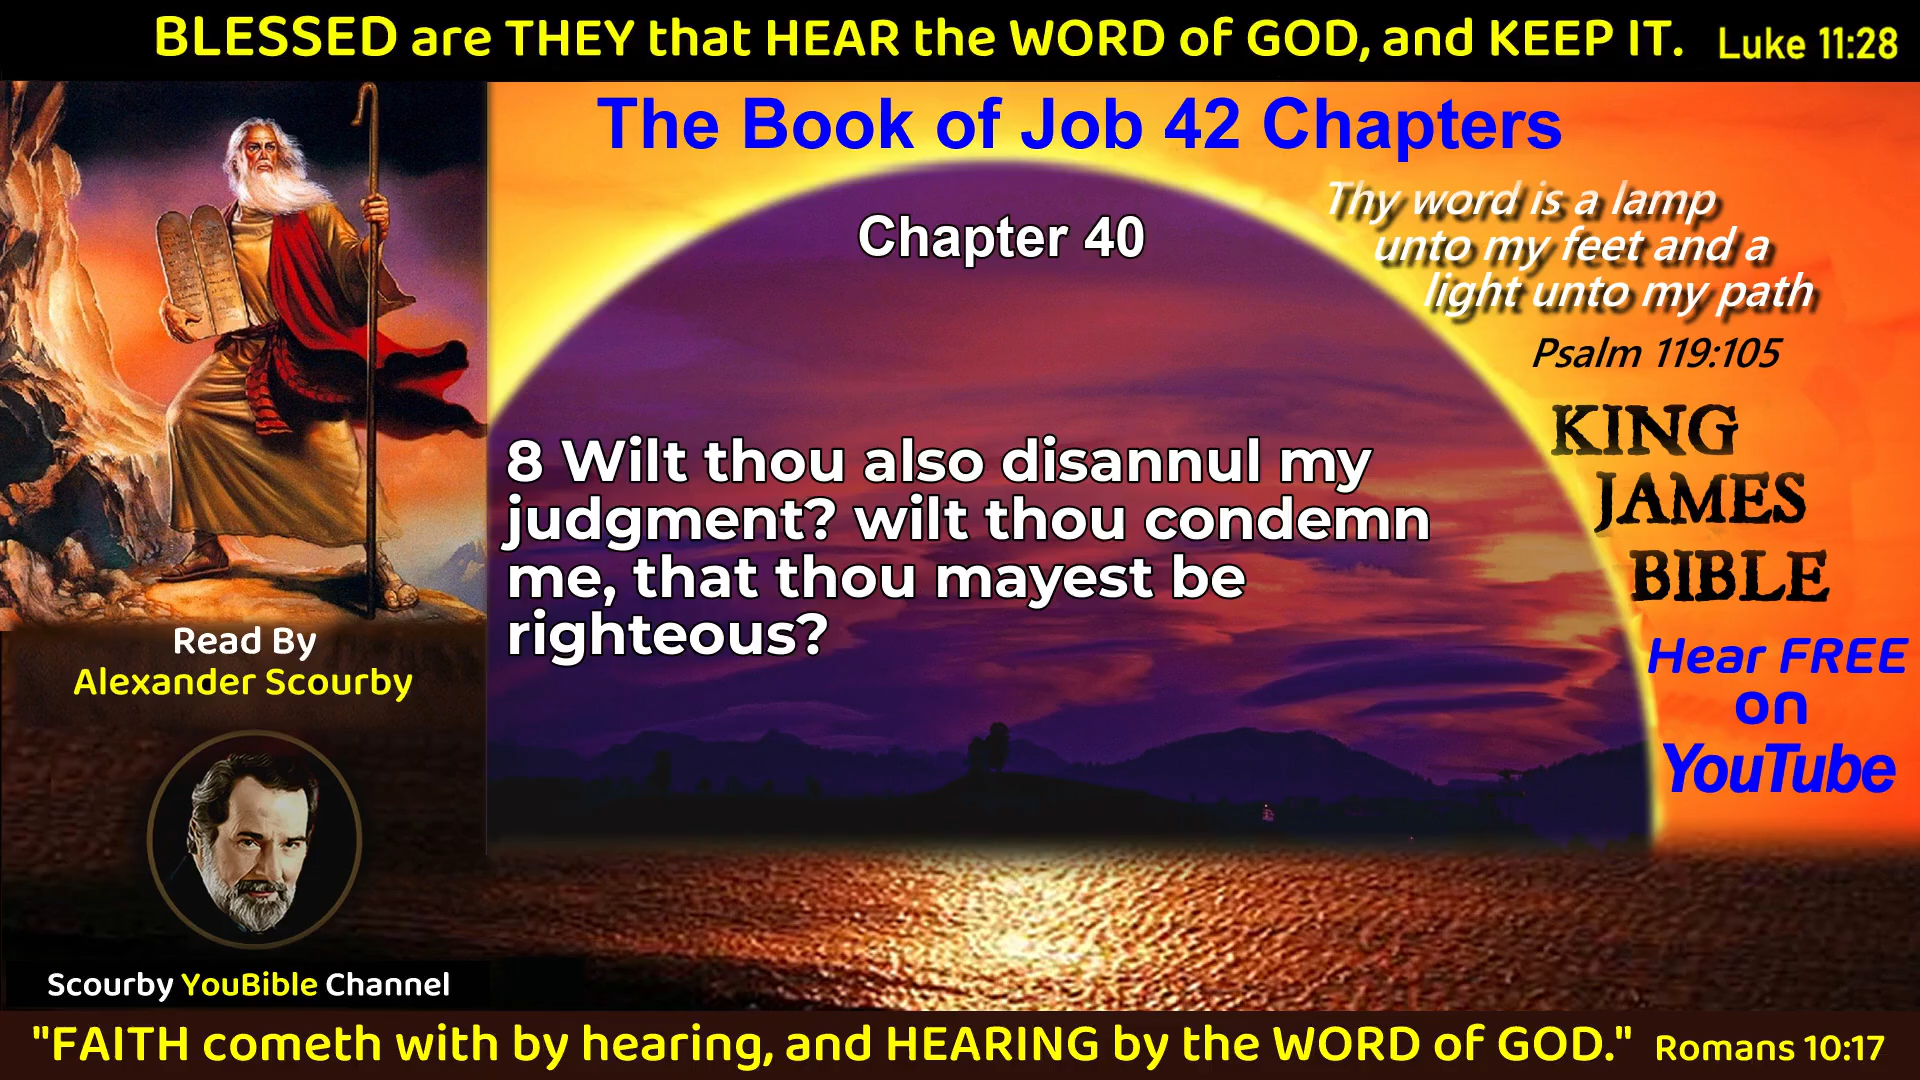 BLESSED are THEY that HEAR the WORD of GOD, and KEEP IT. Luke 11:28
The Book of Job 42 Chapters
Chapter 40
Thy word is a lamp
unto my feet and a
light unto my path
Psalm 119:105
KING
JAMES
BIBLE
8 Wilt thou also disannul my
judgment? wilt thou condemn
me, that thou mayest be
righteous?
Hear FREE
on
YouTube
Read By
Alexander Scourby
Scourby YouBible Channel
"FAITH cometh with by hearing, and HEARING by the WORD of GOD." Romans 10:17